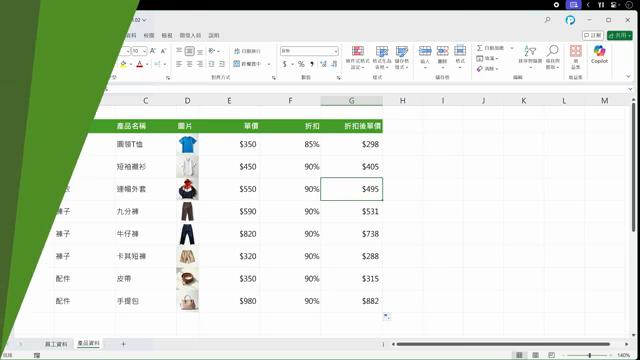 02
資料 校閱 檢視 開發人員 說明
註解 共用
10
自動換行
貨幣
條件式格式設定 格式化為表格 儲存格樣式
插入 刪除 格式
自動加總
填滿
清除
排序與篩選 尋找與選取
增益集
Copilot
跨欄置中
對齊方式 數值 樣式 儲存格 編輯 增益集
C D E F G H I J K L M
產品名稱 圖片 單價 折扣 折扣後單價
圓領T恤 $350 85% $298
短袖襯衫 $450 90% $405
連帽外套 $550 90% $495
褲子 九分褲 $590 90% $531
褲子 牛仔褲 $820 90% $738
褲子 卡其短褲 $320 90% $288
配件 皮帶 $350 90% $315
配件 手提包 $980 90% $882
員工資料 產品資料 +
就緒
140%